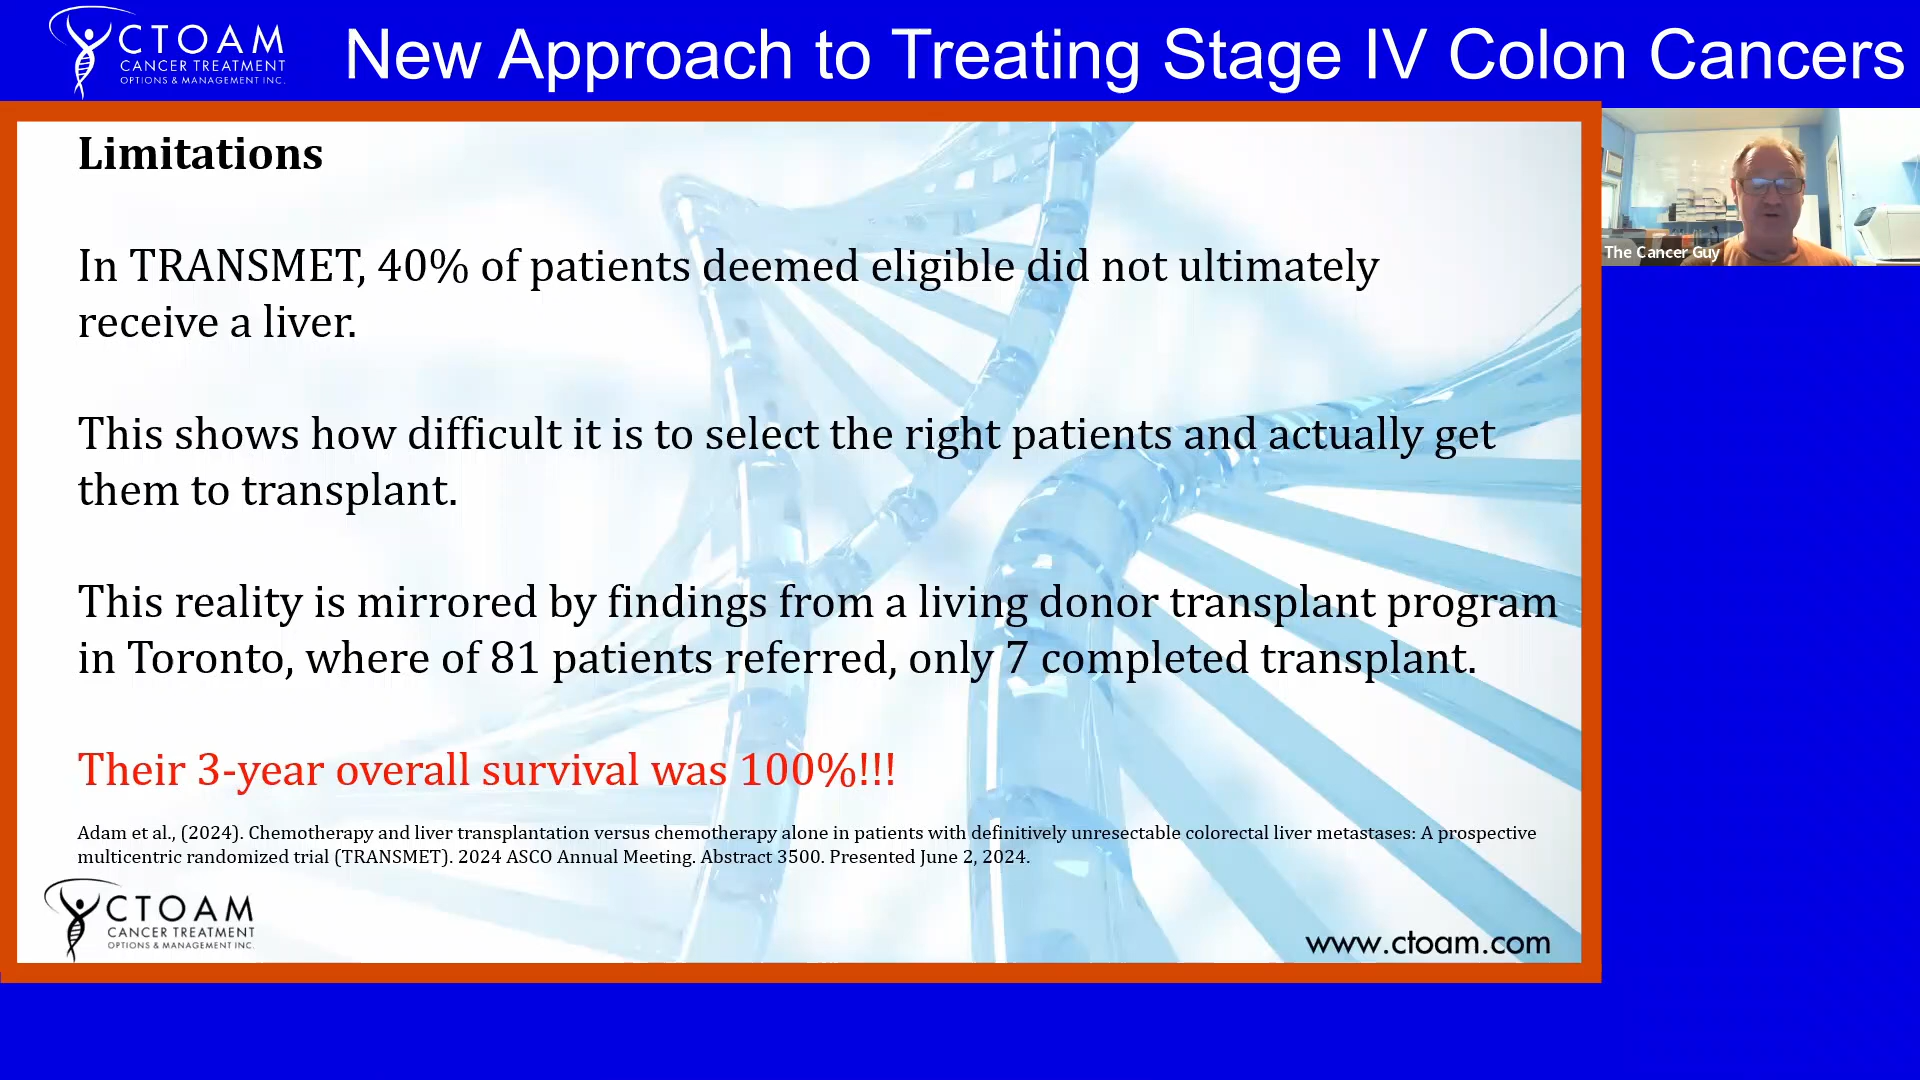 CTOAM
CANCER TREATMENT
OPTIONS & MANAGEMENT INC.
New Approach to Treating Stage IV Colon Cancers
The Cancer Guy
Limitations
In TRANSMET, 40% of patients deemed eligible did not ultimately
receive a liver.
This shows how difficult it is to select the right patients and actually get
them to transplant.
This reality is mirrored by findings from a living donor transplant program
in Toronto, where of 81 patients referred, only 7 completed transplant.
Their 3-year overall survival was 100%!!!
Adam et al., (2024). Chemotherapy and liver transplantation versus chemotherapy alone in patients with definitively unresectable colorectal liver metastases: A prospective
multicentric randomized trial (TRANSMET). 2024 ASCO Annual Meeting. Abstract 3500. Presented June 2, 2024.
CTOAM
CANCER TREATMENT
OPTIONS & MANAGEMENT INC.
www.ctoam.com